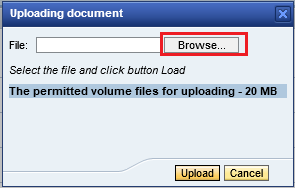 Uploading document
File: Browse...
Select the file and click button Load
The permitted volume files for uploading - 20 MB
Upload Cancel